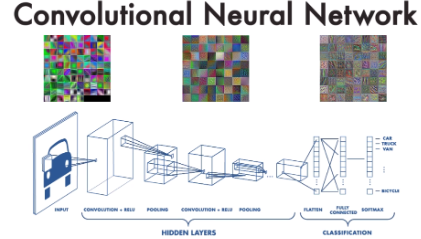 Convolutional Neural Network
CAR
TRUCK
VAN
BICYCLE
INPUT
CONVOLUTION + RELU
POOLING
CONVOLUTION + RELU
POOLING
FLATTEN
FULLY
CONNECTED
SOFTMAX
HIDDEN LAYERS
CLASSIFICATION